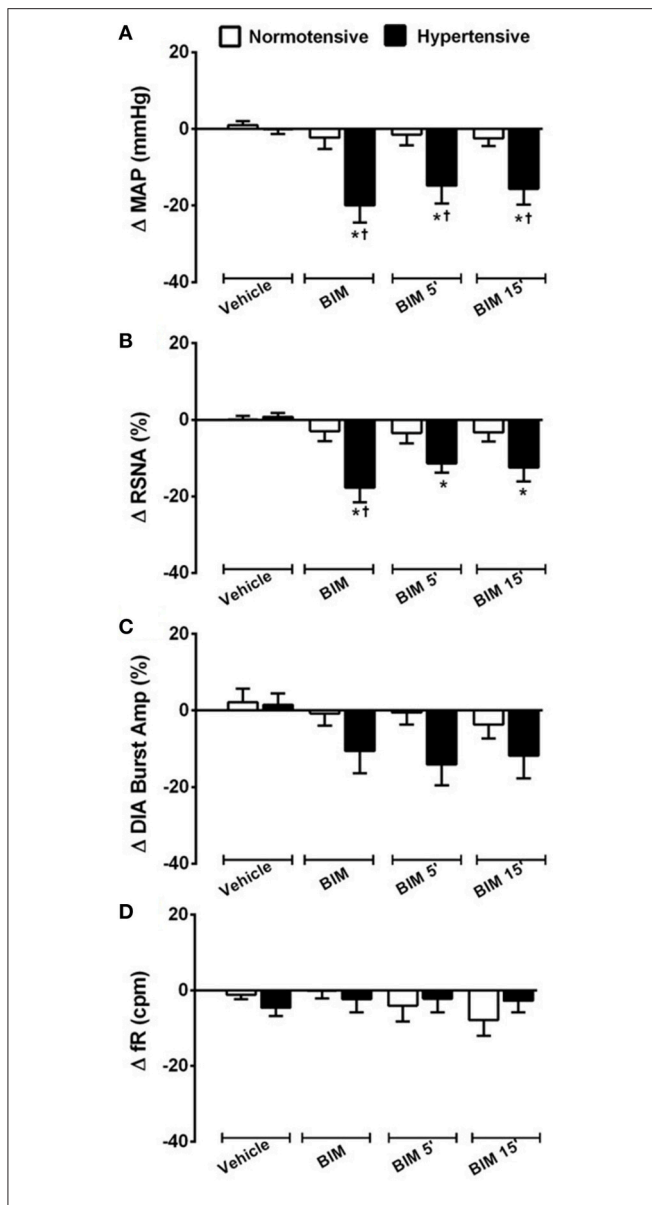 A
Normotensive Hypertensive
20
0
-20
-40
Δ MAP (mmHg)
*† *† *†
Vehicle BIM BIM 5' BIM 15'
B
20
0
-20
-40
Δ RSNA (%)
*† * *
Vehicle BIM BIM 5' BIM 15'
C
20
0
-20
-40
Δ DIA Burst Amp (%)
Vehicle BIM BIM 5' BIM 15'
D
20
0
-20
-40
Δ fR (cpm)
Vehicle BIM BIM 5' BIM 15'